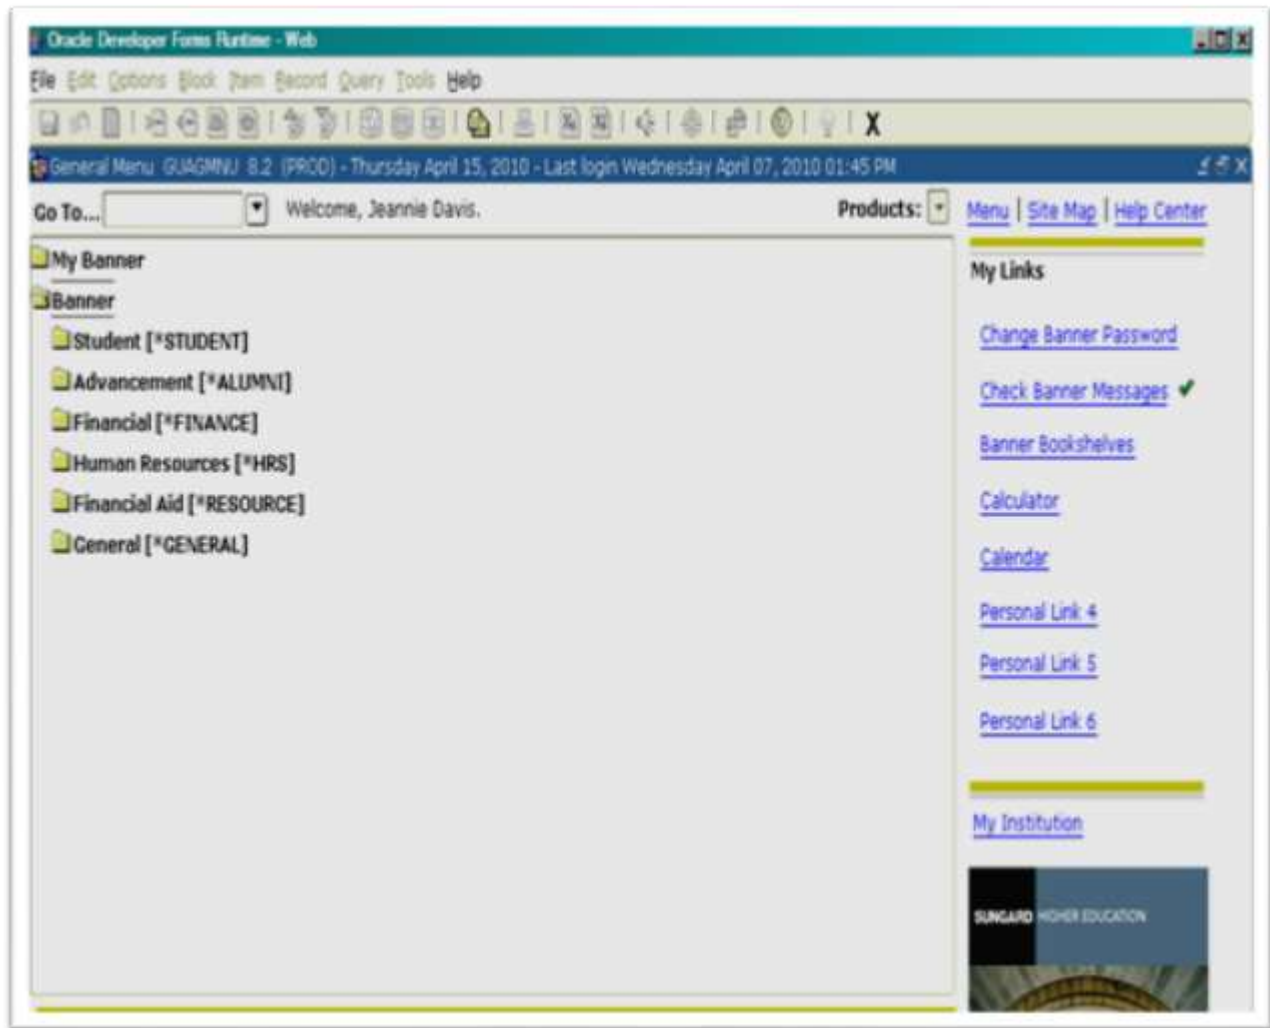 Oracle Developer Forms Runtime - Web
File Edit Options Block Item Record Query Tools Help
General Menu GUAGMNU 8.2 (PROD) - Thursday April 15, 2010 - Last login Wednesday April 07, 2010 01:45 PM
Go To... Welcome, Jeannie Davis. Products: Menu | Site Map | Help Center
My Banner
Banner
Student [*STUDENT]
Advancement [*ALUMNI]
Financial [*FINANCE]
Human Resources [*HRS]
Financial Aid [*RESOURCE]
General [*GENERAL]
My Links
Change Banner Password
Check Banner Messages
Banner Bookshelves
Calculator
Calendar
Personal Link 4
Personal Link 5
Personal Link 6
My Institution
SUNGARD HIGHER EDUCATION